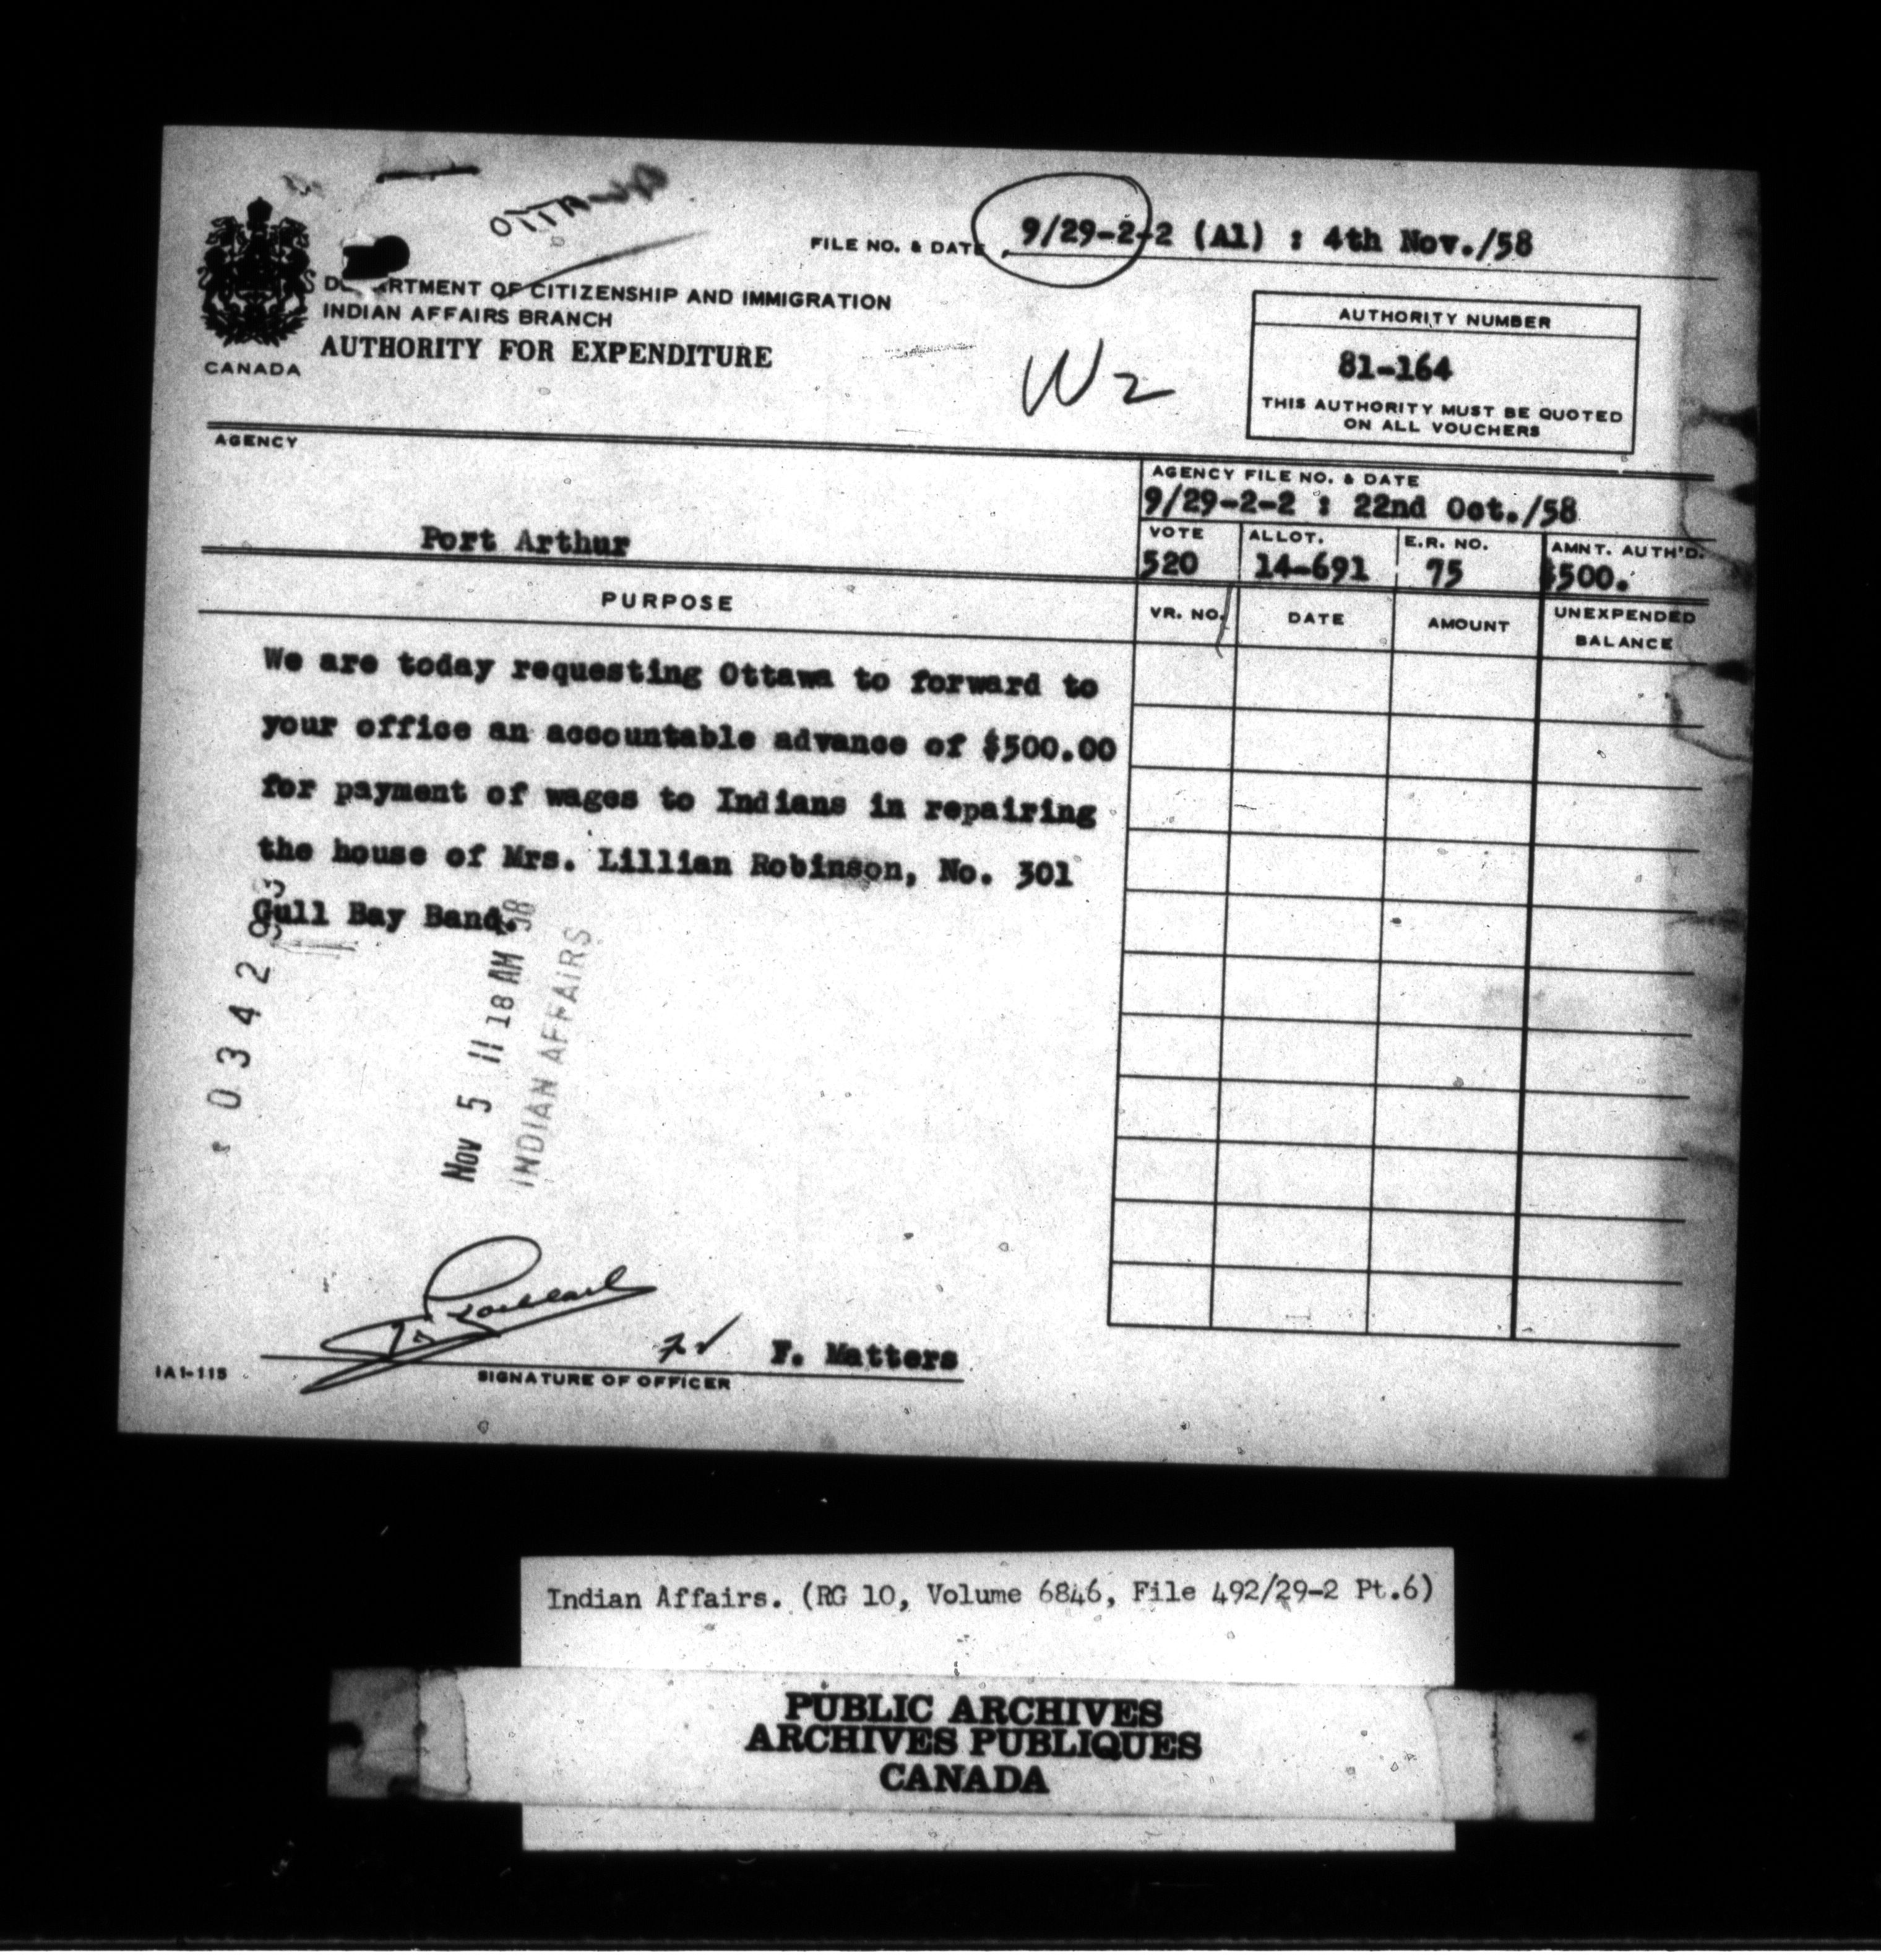 OTTAWA
FILE NO. & DATE 9/29-2-2 (A1) : 4th Nov./58
DEPARTMENT OF CITIZENSHIP AND IMMIGRATION
INDIAN AFFAIRS BRANCH
AUTHORITY FOR EXPENDITURE
CANADA
W2
AUTHORITY NUMBER
81-164
THIS AUTHORITY MUST BE QUOTED
ON ALL VOUCHERS
AGENCY
Port Arthur
AGENCY FILE NO. & DATE
9/29-2-2 : 22nd Oct./58
VOTE ALLOT. E.R. NO. AMNT. AUTH'D.
520 14-691 75 $500.
PURPOSE
VR. NO. DATE AMOUNT UNEXPENDED BALANCE
We are today requesting Ottawa to forward to
your office an accountable advance of $500.00
for payment of wages to Indians in repairing
the house of Mrs. Lillian Robinson, No. 301
Gull Bay Band.
03429
Nov 5 11 18 AM '58
INDIAN AFFAIRS
F. Matters
SIGNATURE OF OFFICER
IA1-115
Indian Affairs. (RG 10, Volume 6846, File 492/29-2 Pt.6)
PUBLIC ARCHIVES
ARCHIVES PUBLIQUES
CANADA